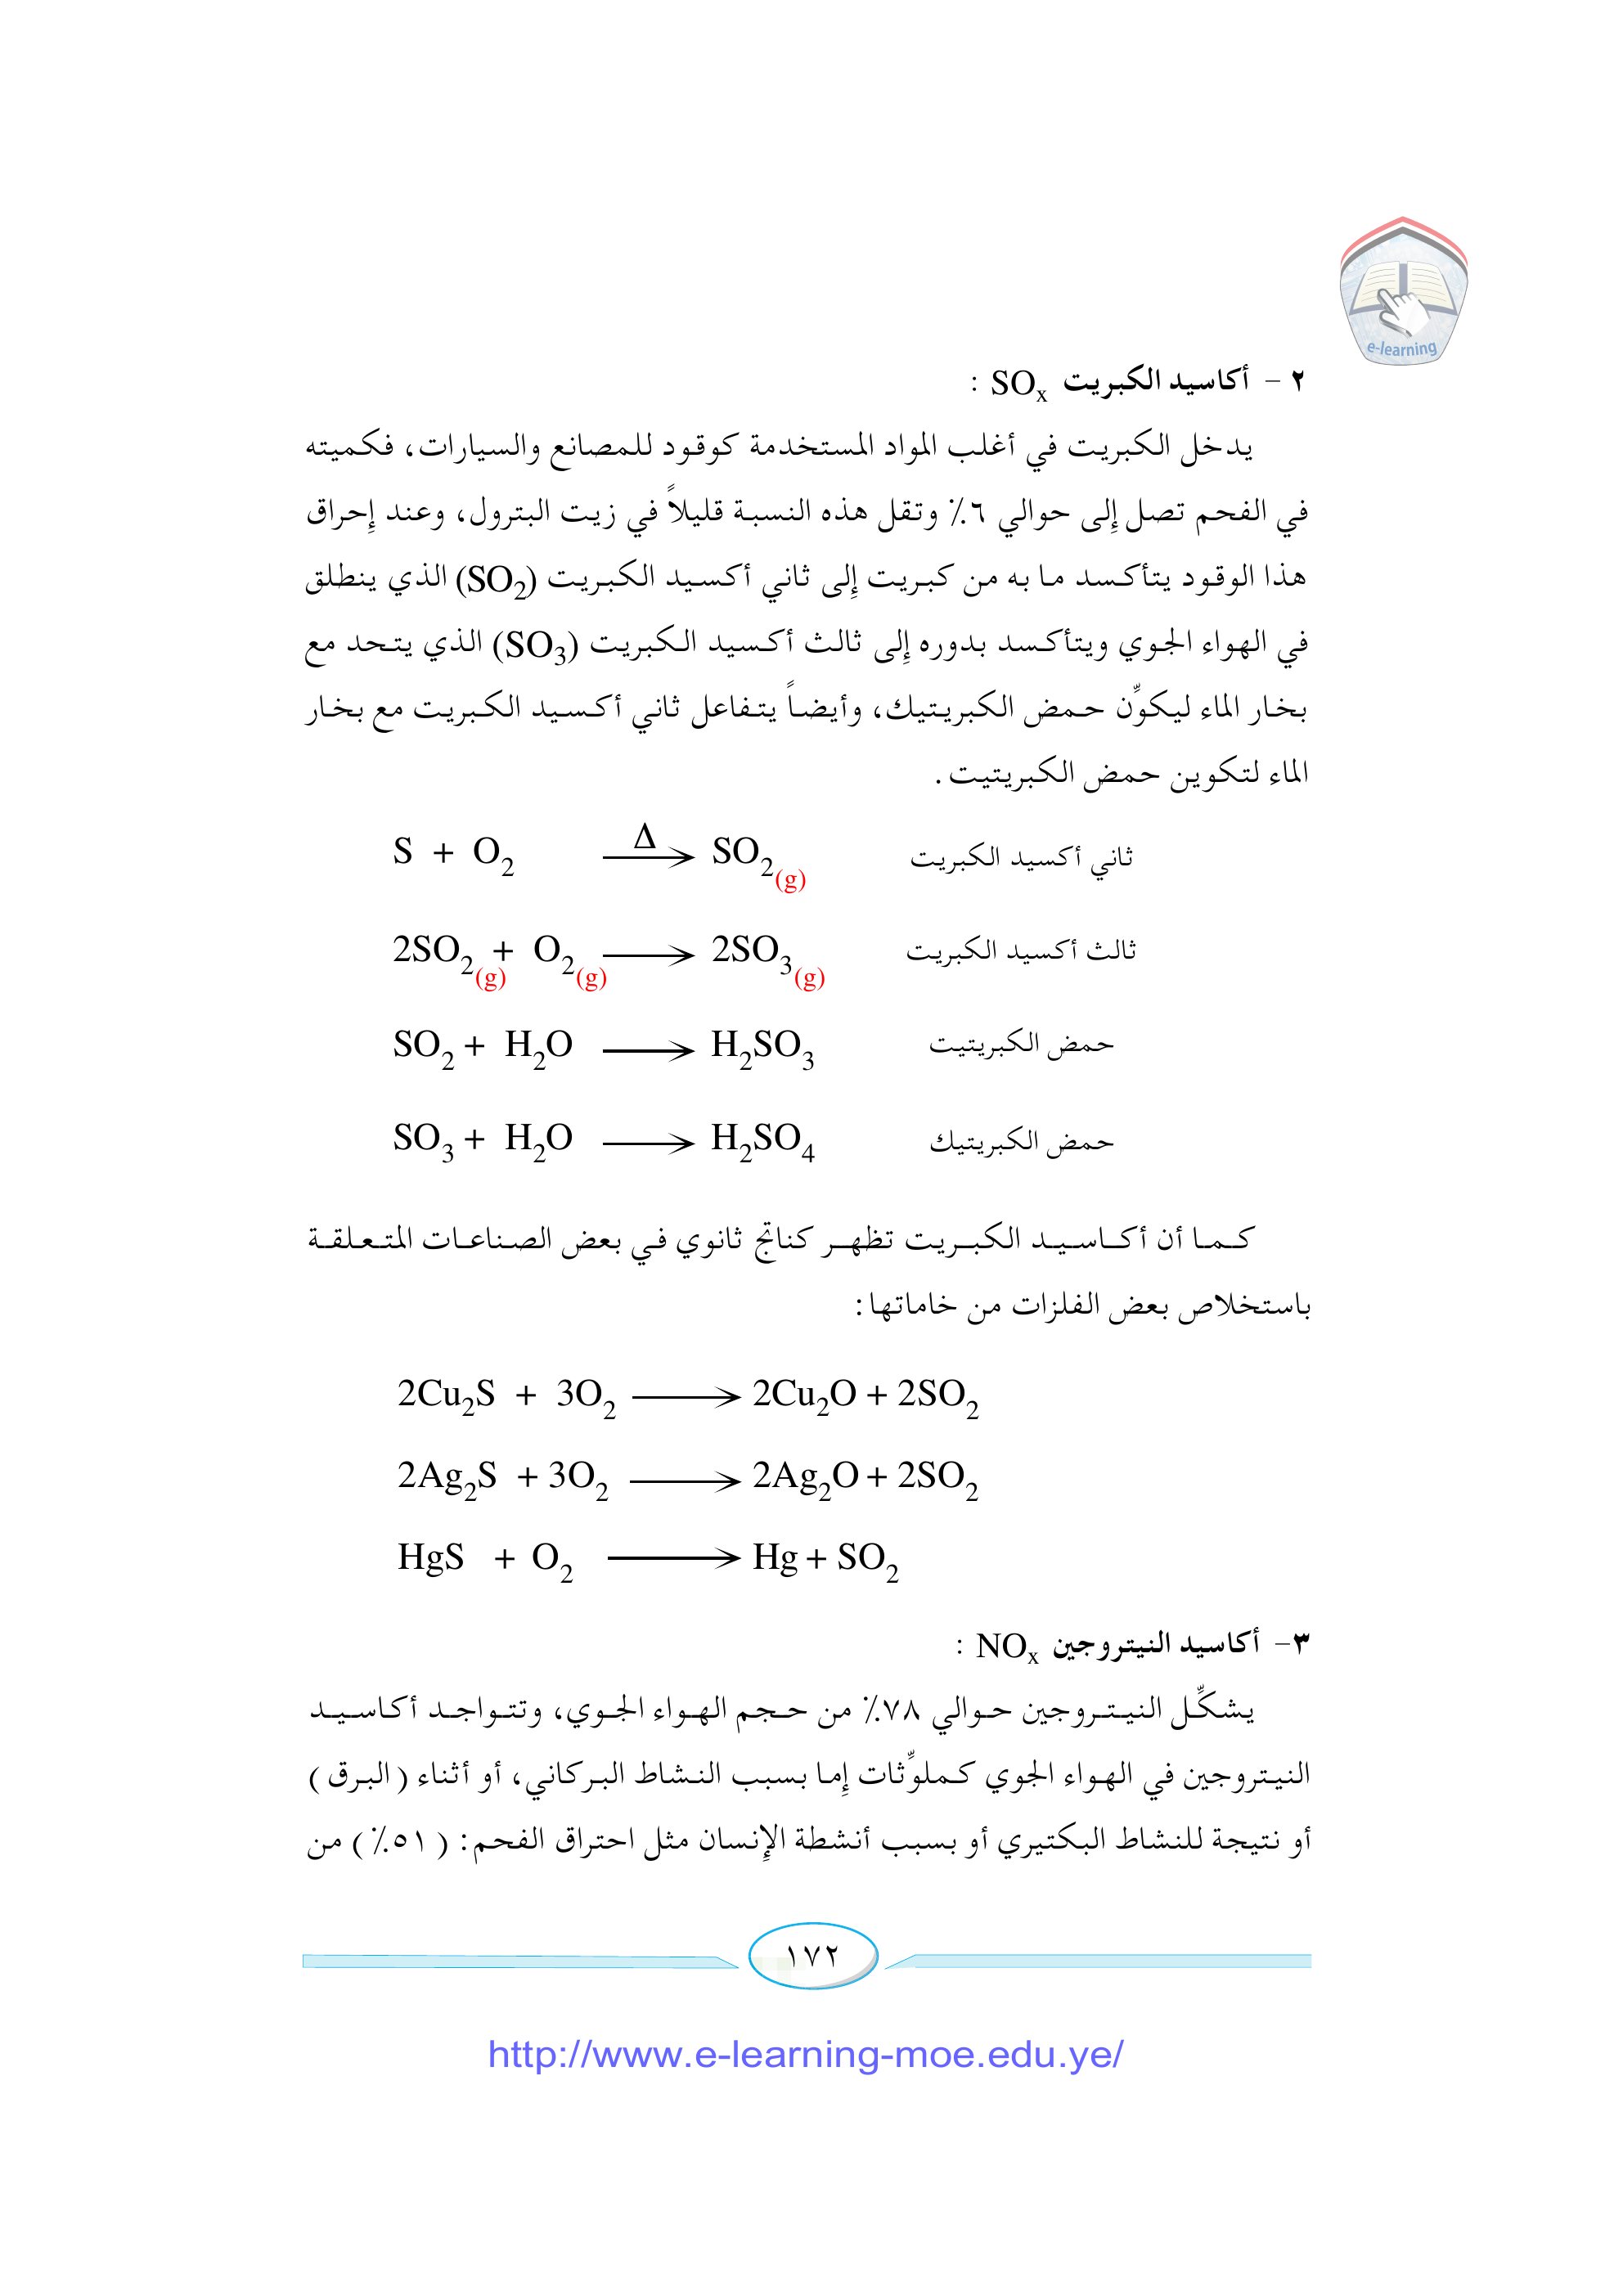 e-learning
٢ - أكاسيد الكبريت SOx :
يدخل الكبريت في أغلب المواد المستخدمة كوقود للمصانع والسيارات، فكميته
في الفحم تصل إلى حوالي ٦٪ وتقل هذه النسبة قليلاً في زيت البترول، وعند إحراق
هذا الوقود يتأكسد ما به من كبريت إلى ثاني أكسيد الكبريت (SO2) الذي ينطلق
في الهواء الجوي ويتأكسد بدوره إلى ثالث أكسيد الكبريت (SO3) الذي يتحد مع
بخار الماء ليكوِّن حمض الكبريتيك، وأيضاً يتفاعل ثاني أكسيد الكبريت مع بخار
الماء لتكوين حمض الكبريتيت .
S + O2 —Δ→ SO2(g) ثاني أكسيد الكبريت
2SO2(g) + O2(g) → 2SO3(g) ثالث أكسيد الكبريت
SO2 + H2O → H2SO3 حمض الكبريتيت
SO3 + H2O → H2SO4 حمض الكبريتيك
كما أن أكاسيد الكبريت تظهر كناتج ثانوي في بعض الصناعات المتعلقة
باستخلاص بعض الفلزات من خاماتها:
2Cu2S + 3O2 → 2Cu2O + 2SO2
2Ag2S + 3O2 → 2Ag2O + 2SO2
HgS + O2 → Hg + SO2
٣- أكاسيد النيتروجين NOx :
يشكِّل النيتروجين حوالي ٧٨٪ من حجم الهواء الجوي، وتتواجد أكاسيد
النيتروجين في الهواء الجوي كملوِّثات إما بسبب النشاط البركاني، أو أثناء ( البرق )
أو نتيجة للنشاط البكتيري أو بسبب أنشطة الإنسان مثل احتراق الفحم: ( ٥١٪ ) من
١٧٢
http://www.e-learning-moe.edu.ye/